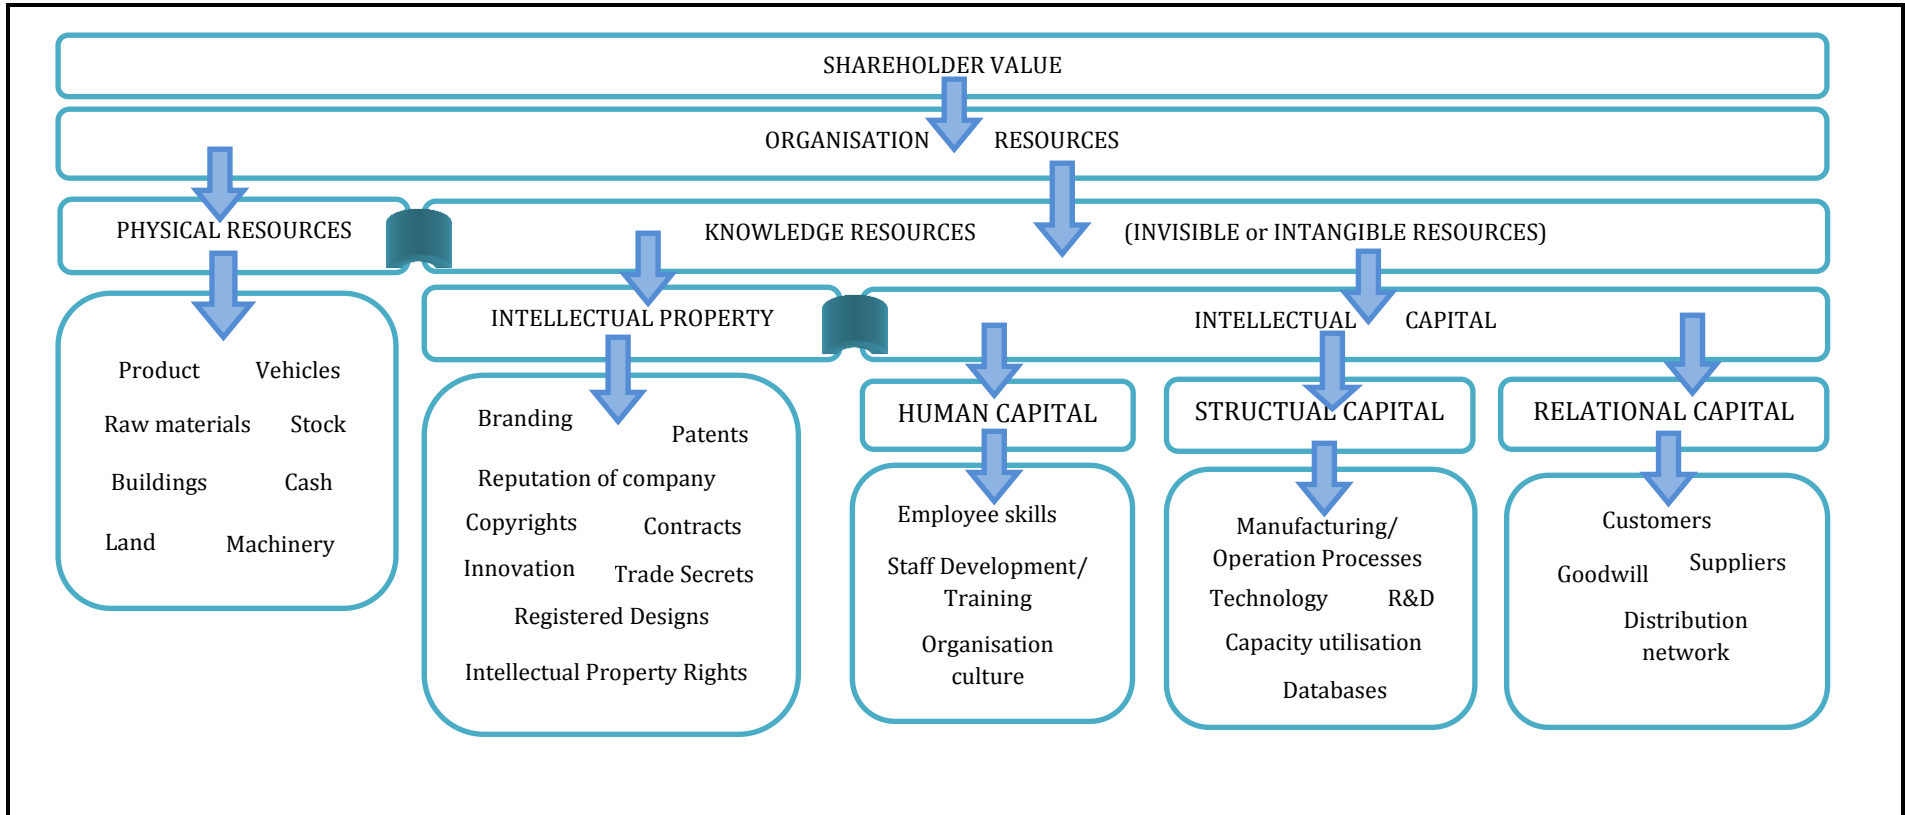 SHAREHOLDER VALUE
ORGANISATION RESOURCES
PHYSICAL RESOURCES
KNOWLEDGE RESOURCES (INVISIBLE or INTANGIBLE RESOURCES)
Product Vehicles
Raw materials Stock
Buildings Cash
Land Machinery
INTELLECTUAL PROPERTY
Branding
Patents
Reputation of company
Copyrights Contracts
Innovation Trade Secrets
Registered Designs
Intellectual Property Rights
INTELLECTUAL CAPITAL
HUMAN CAPITAL
Employee skills
Staff Development/
Training
Organisation
culture
STRUCTUAL CAPITAL
Manufacturing/
Operation Processes
Technology R&D
Capacity utilisation
Databases
RELATIONAL CAPITAL
Customers
Goodwill Suppliers
Distribution
network